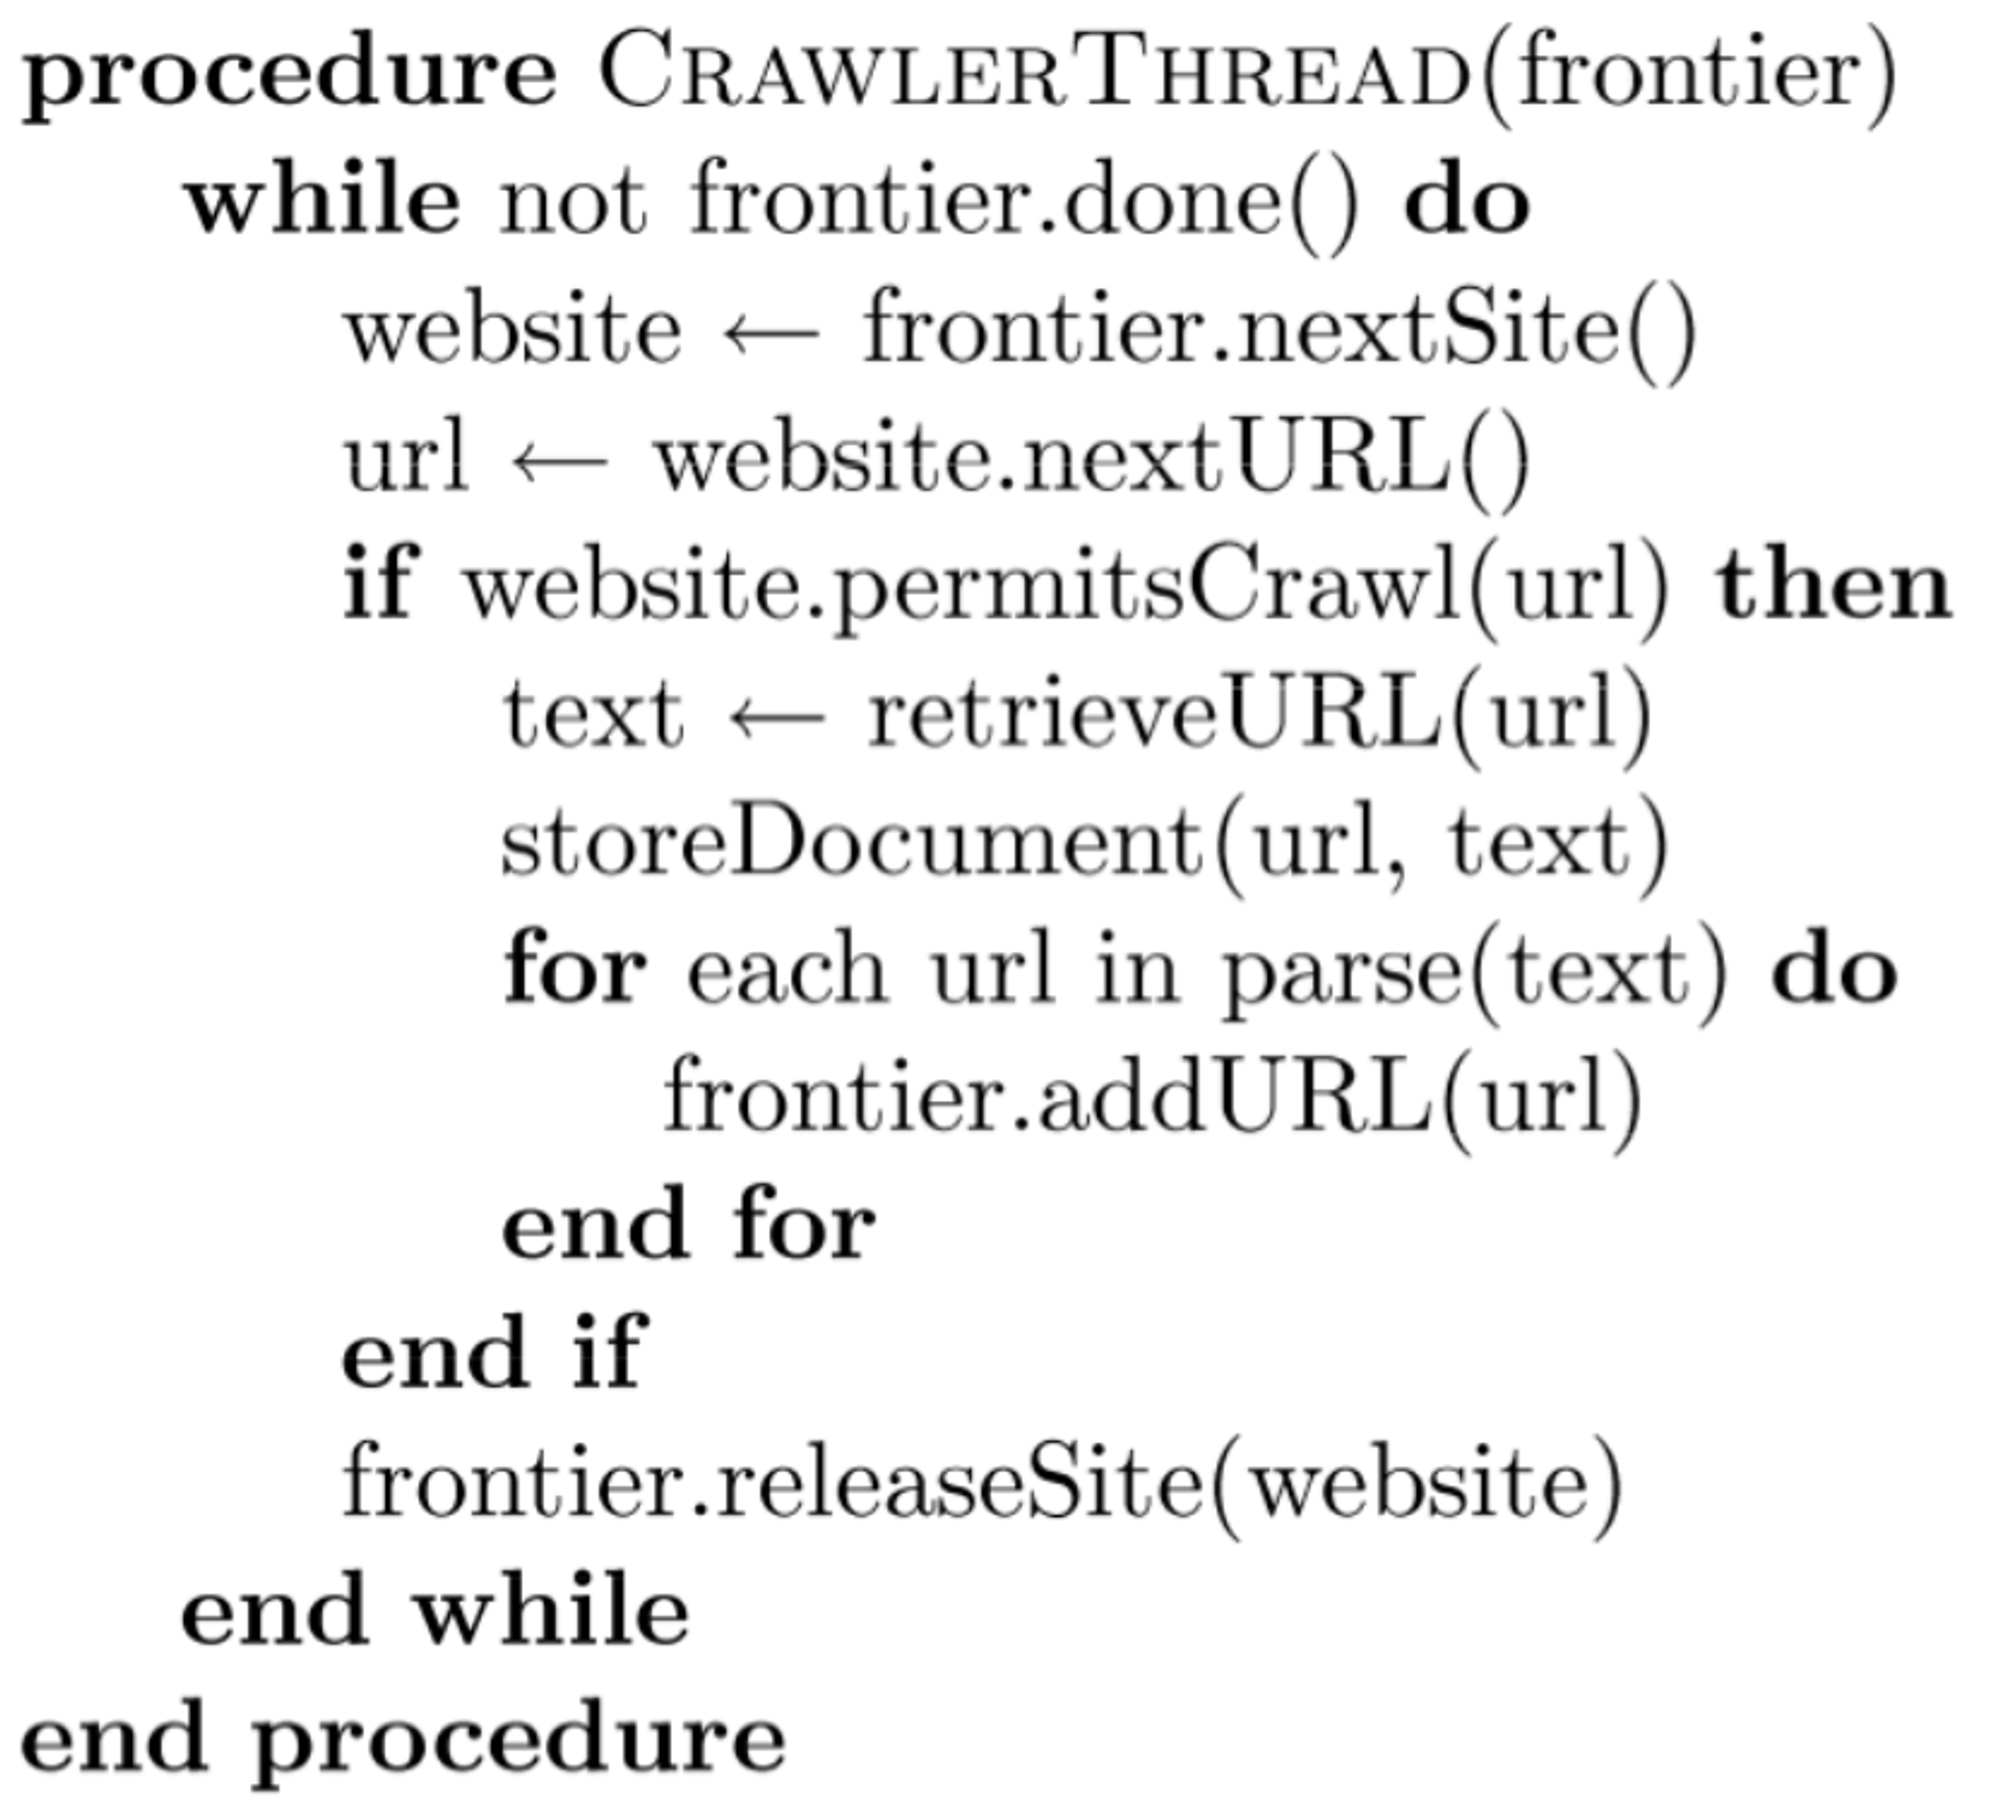 procedure CRAWLERTHREAD(frontier)
while not frontier.done() do
website ← frontier.nextSite()
url ← website.nextURL()
if website.permitsCrawl(url) then
text ← retrieveURL(url)
storeDocument(url, text)
for each url in parse(text) do
frontier.addURL(url)
end for
end if
frontier.releaseSite(website)
end while
end procedure